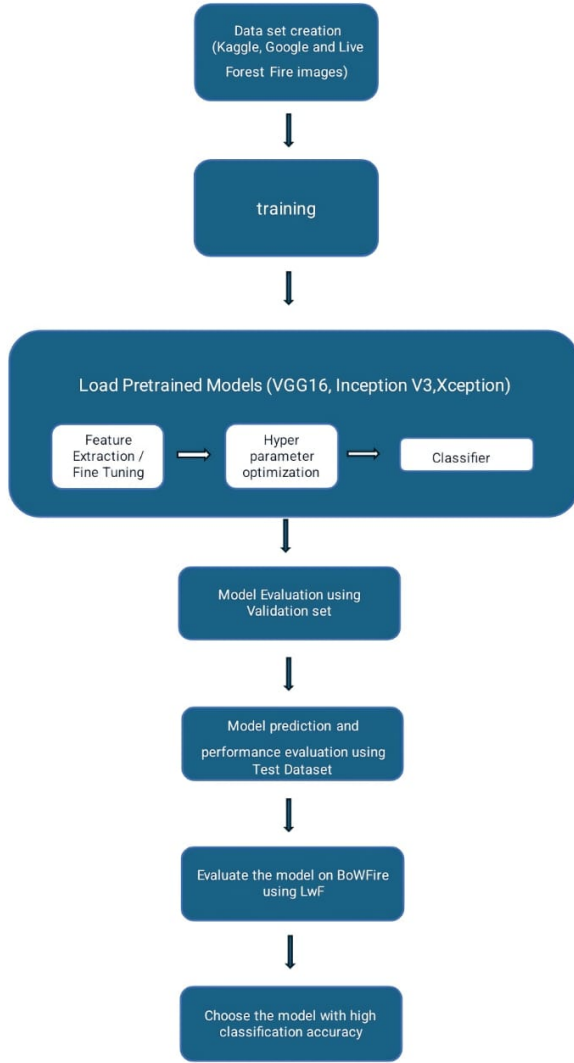 Data set creation
(Kaggle, Google and Live
Forest Fire images)
training
Load Pretrained Models (VGG16, Inception V3,Xception)
Feature
Extraction /
Fine Tuning
Hyper
parameter
optimization
Classifier
Model Evaluation using
Validation set
Model prediction and
performance evaluation using
Test Dataset
Evaluate the model on BoWFire
using LwF
Choose the model with high
classification accuracy